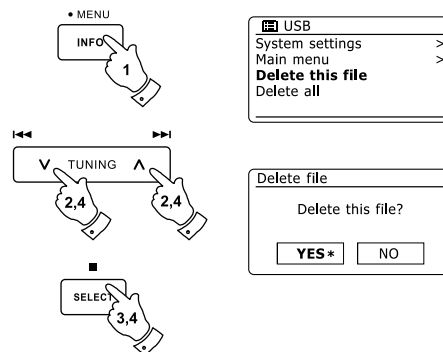 • MENU
INFO
1
TUNING
2,4
2,4
SELECT
3,4
USB
System settings >
Main menu >
Delete this file
Delete all
Delete file
Delete this file?
YES*
NO